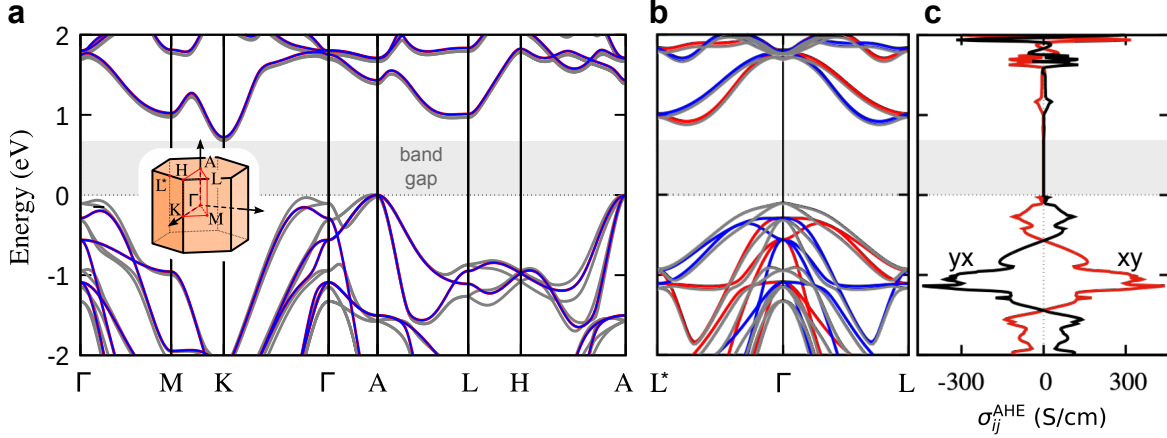 a
b
c
Energy (eV)
2
1
0
-1
-2
band
gap
H
A
L*
L
Γ
K
M
Γ
M
K
Γ
A
L
H
A
L*
Γ
L
yx
xy
-300
0
300
σ_ij^AHE (S/cm)